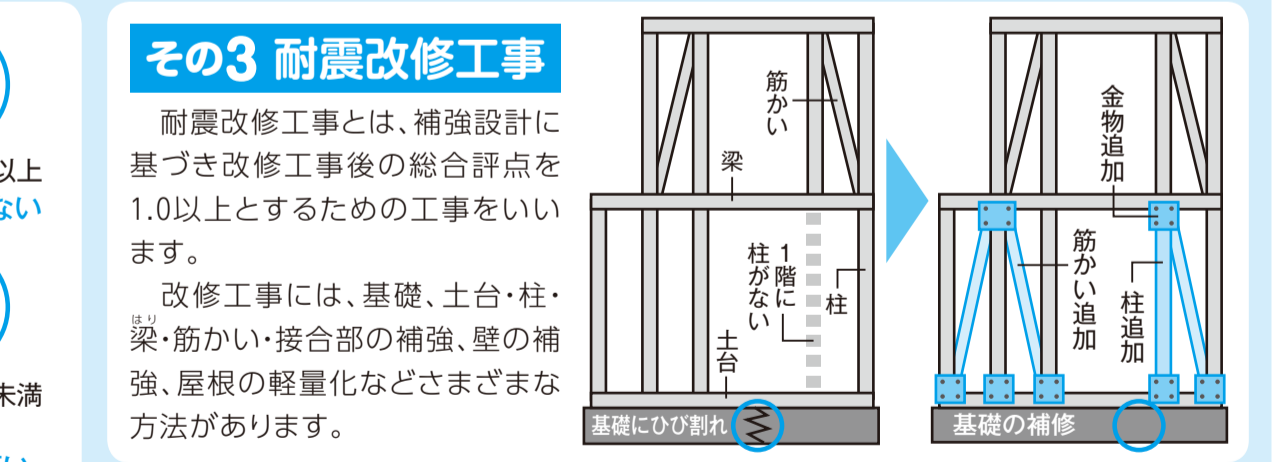 以上
ない
未満
その3 耐震改修工事
　耐震改修工事とは、補強設計に
基づき改修工事後の総合評点を
1.0以上とするための工事をいい
ます。
　改修工事には、基礎、土台・柱・
はり
梁・筋かい・接合部の補強、壁の補
強、屋根の軽量化などさまざまな
方法があります。
筋かい
梁
1階に
柱がない
柱
土台
基礎にひび割れ
金物追加
筋かい追加
柱追加
基礎の補修